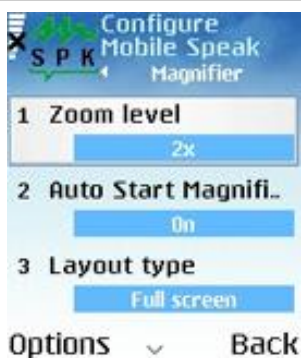 Configure
SPK Mobile Speak
Magnifier
1 Zoom level
2x
2 Auto Start Magnifi..
On
3 Layout type
Full screen
Options Back